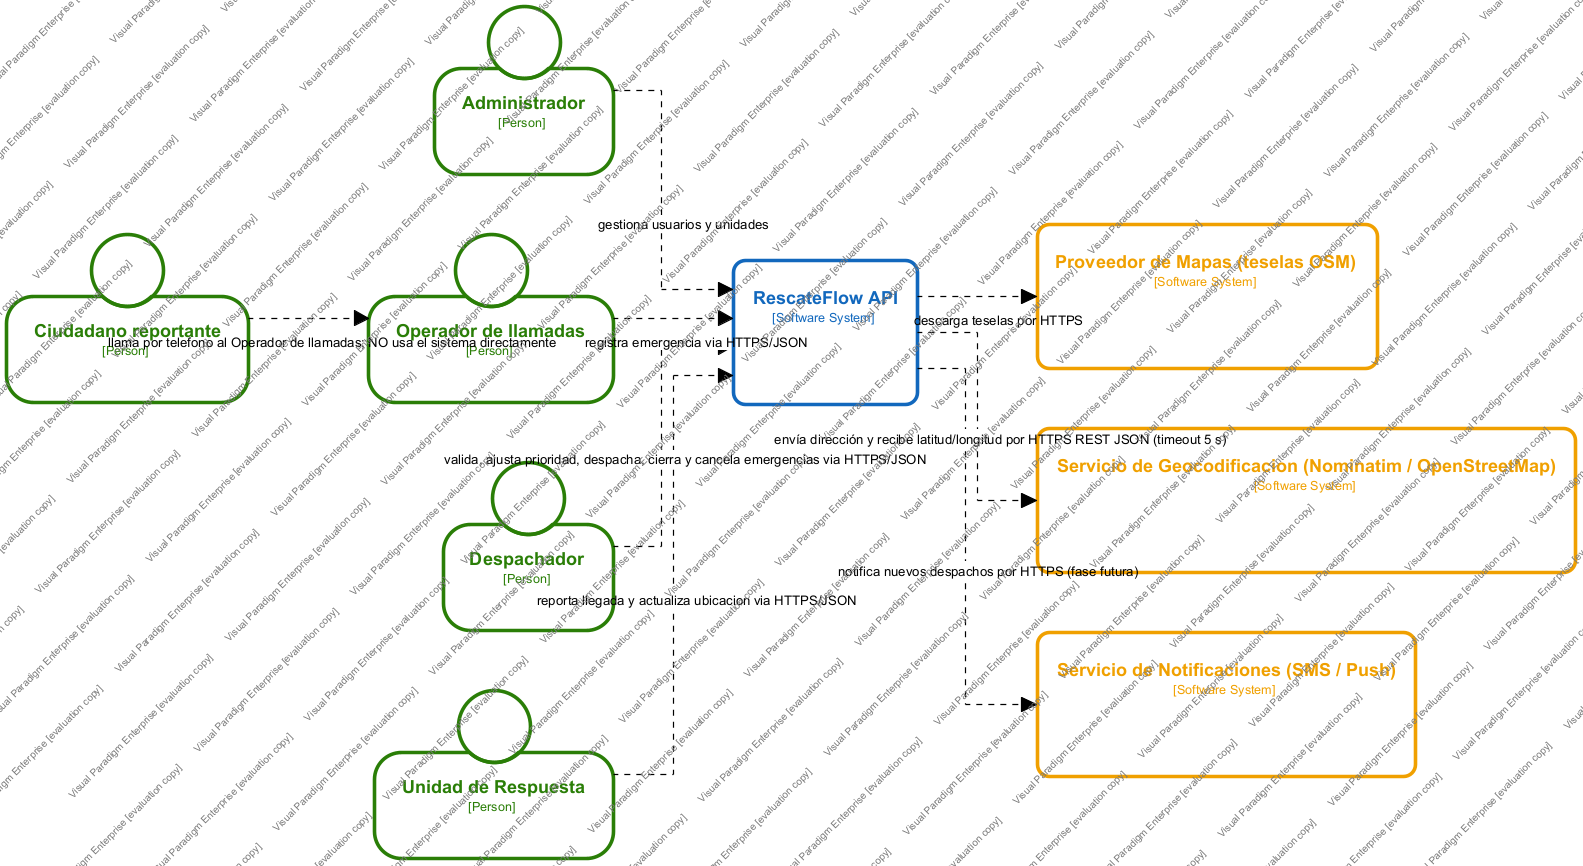 Administrador
[Person]
gestiona usuarios y unidades
Ciudadano reportante
[Person]
llama por telefono al Operador de llamadas; NO usa el sistema directamente
Operador de llamadas
[Person]
registra emergencia via HTTPS/JSON
RescateFlow API
[Software System]
descarga teselas por HTTPS
Proveedor de Mapas (teselas OSM)
[Software System]
envía dirección y recibe latitud/longitud por HTTPS REST JSON (timeout 5 s)
Servicio de Geocodificación (Nominatim / OpenStreetMap)
[Software System]
valida, ajusta prioridad, despacha, cierra y cancela emergencias via HTTPS/JSON
Despachador
[Person]
notifica nuevos despachos por HTTPS (fase futura)
reporta llegada y actualiza ubicacion via HTTPS/JSON
Servicio de Notificaciones (SMS / Push)
[Software System]
Unidad de Respuesta
[Person]
Visual Paradigm Enterprise [evaluation copy]